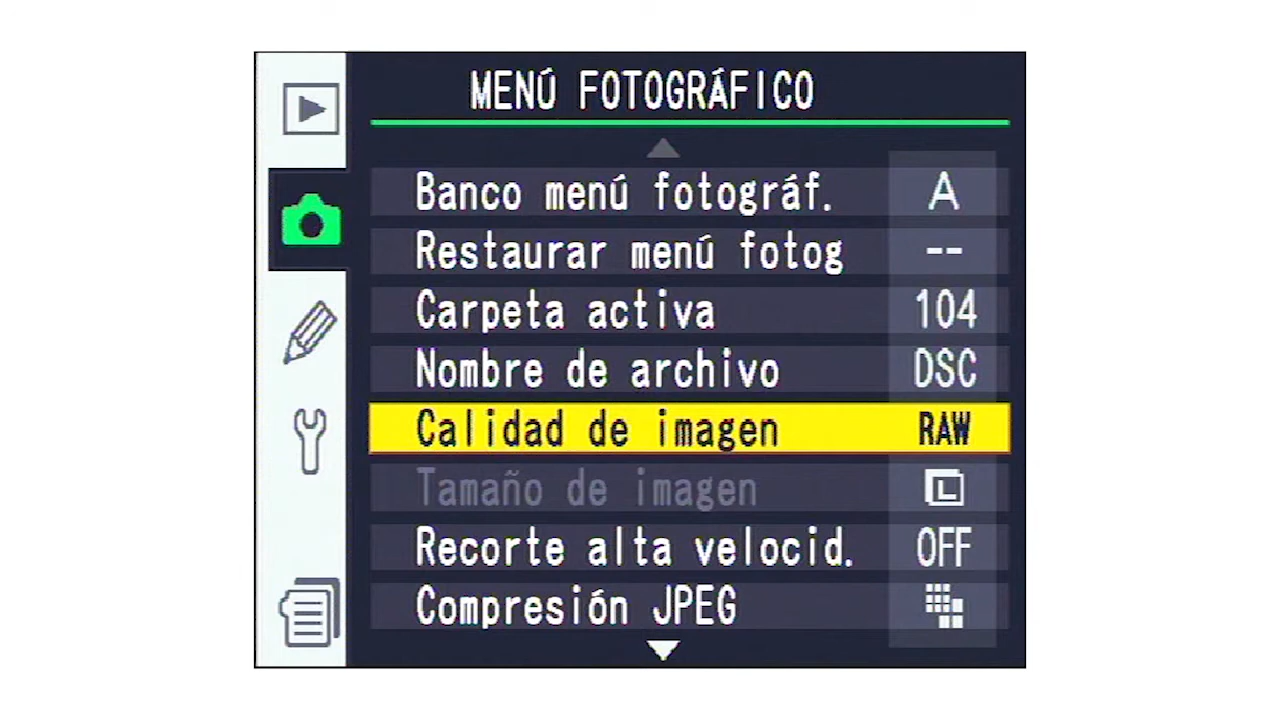 MENÚ FOTOGRÁFICO
Banco menú fotográf. A
Restaurar menú fotog --
Carpeta activa 104
Nombre de archivo DSC
Calidad de imagen RAW
Tamaño de imagen L
Recorte alta velocid. OFF
Compresión JPEG